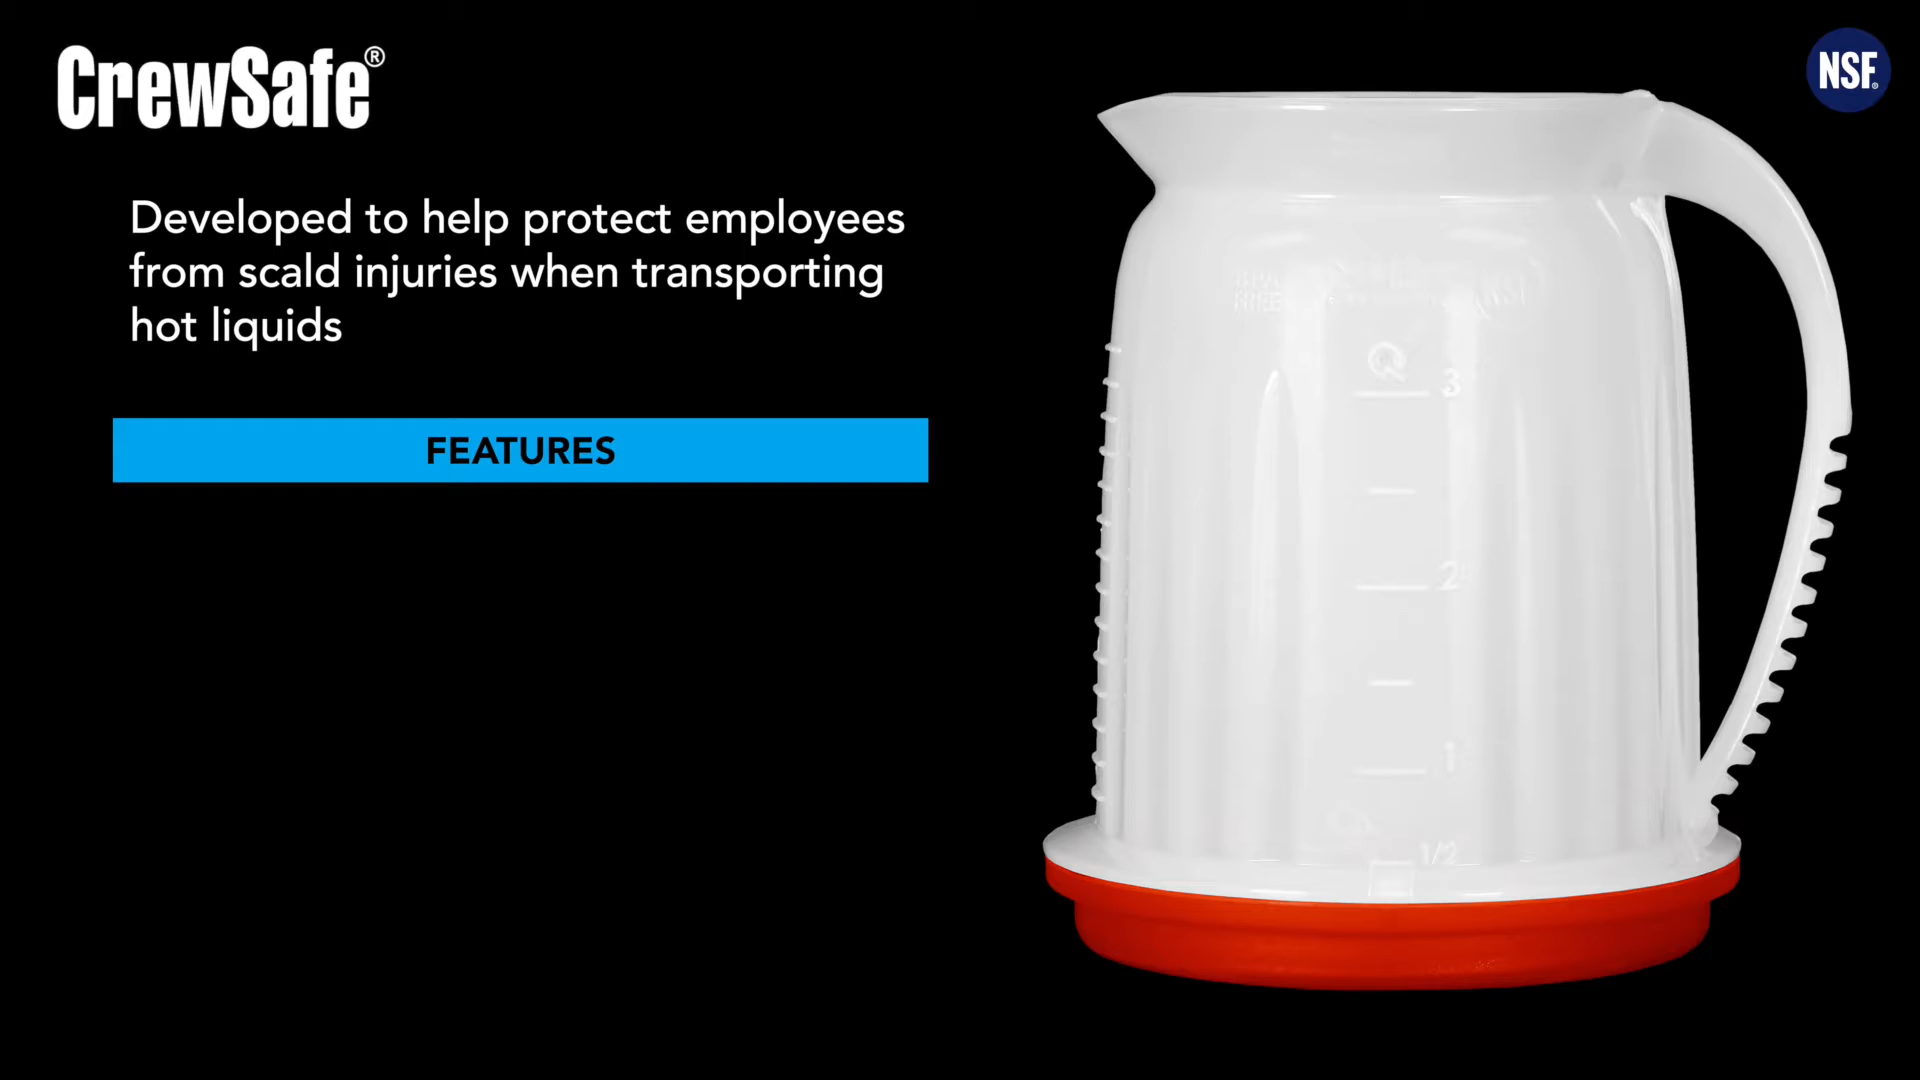 CrewSafe®
NSF®
Developed to help protect employees
from scald injuries when transporting
hot liquids
FEATURES
3
2
1
1/2